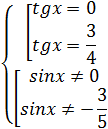 tgx = 0
tgx = 3/4
sinx ≠ 0
sinx ≠ − 3/5